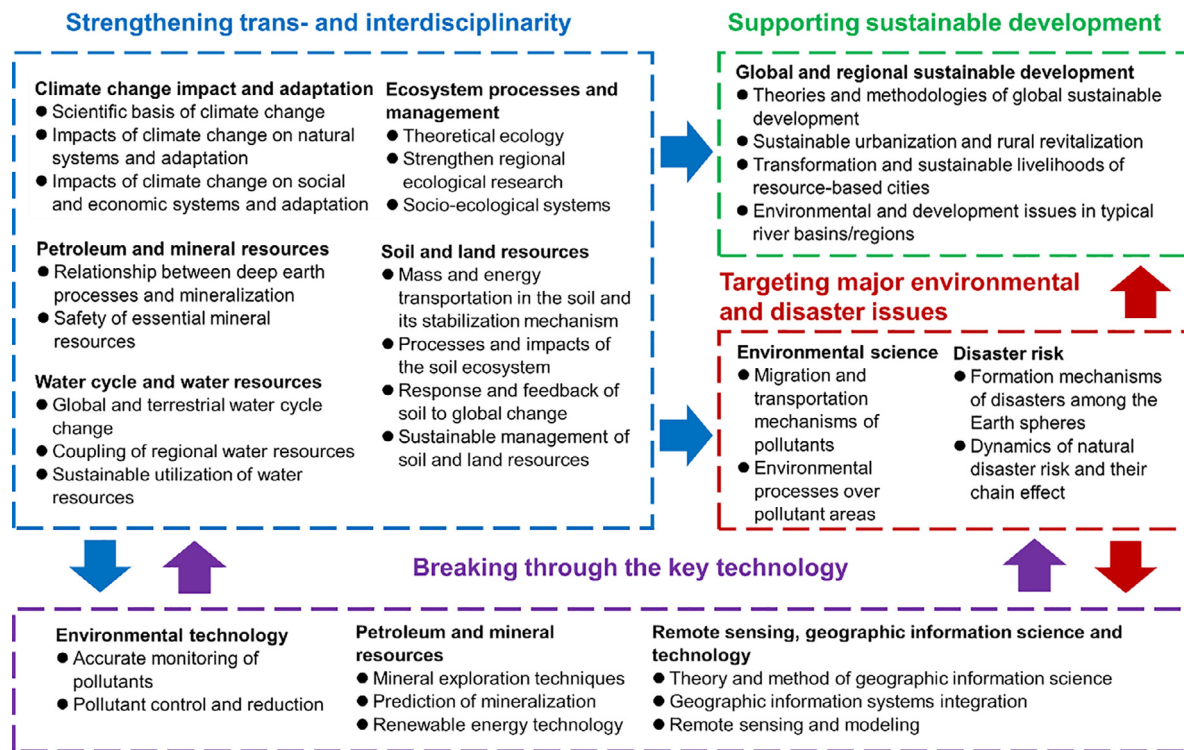 Strengthening trans- and interdisciplinarity
Climate change impact and adaptation
● Scientific basis of climate change
● Impacts of climate change on natural
systems and adaptation
● Impacts of climate change on social
and economic systems and adaptation
Petroleum and mineral resources
● Relationship between deep earth
processes and mineralization
● Safety of essential mineral
resources
Water cycle and water resources
● Global and terrestrial water cycle
change
● Coupling of regional water resources
● Sustainable utilization of water
resources
Ecosystem processes and
management
● Theoretical ecology
● Strengthen regional
ecological research
● Socio-ecological systems
Soil and land resources
● Mass and energy
transportation in the soil and
its stabilization mechanism
● Processes and impacts of
the soil ecosystem
● Response and feedback of
soil to global change
● Sustainable management of
soil and land resources
Supporting sustainable development
Global and regional sustainable development
● Theories and methodologies of global sustainable
development
● Sustainable urbanization and rural revitalization
● Transformation and sustainable livelihoods of
resource-based cities
● Environmental and development issues in typical
river basins/regions
Targeting major environmental
and disaster issues
Environmental science
● Migration and
transportation
mechanisms of
pollutants
● Environmental
processes over
pollutant areas
Disaster risk
● Formation mechanisms
of disasters among the
Earth spheres
● Dynamics of natural
disaster risk and their
chain effect
Breaking through the key technology
Environmental technology
● Accurate monitoring of
pollutants
● Pollutant control and reduction
Petroleum and mineral
resources
● Mineral exploration techniques
● Prediction of mineralization
● Renewable energy technology
Remote sensing, geographic information science and
technology
● Theory and method of geographic information science
● Geographic information systems integration
● Remote sensing and modeling